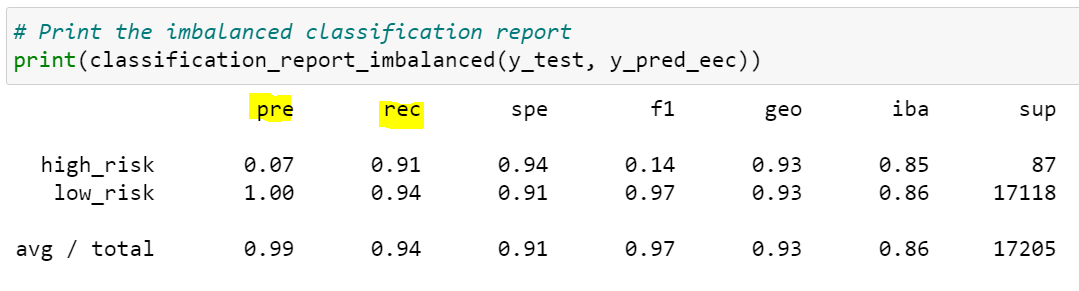 # Print the imbalanced classification report
print(classification_report_imbalanced(y_test, y_pred_eec))
pre rec spe f1 geo iba sup
high_risk 0.07 0.91 0.94 0.14 0.93 0.85 87
low_risk 1.00 0.94 0.91 0.97 0.93 0.86 17118
avg / total 0.99 0.94 0.91 0.97 0.93 0.86 17205